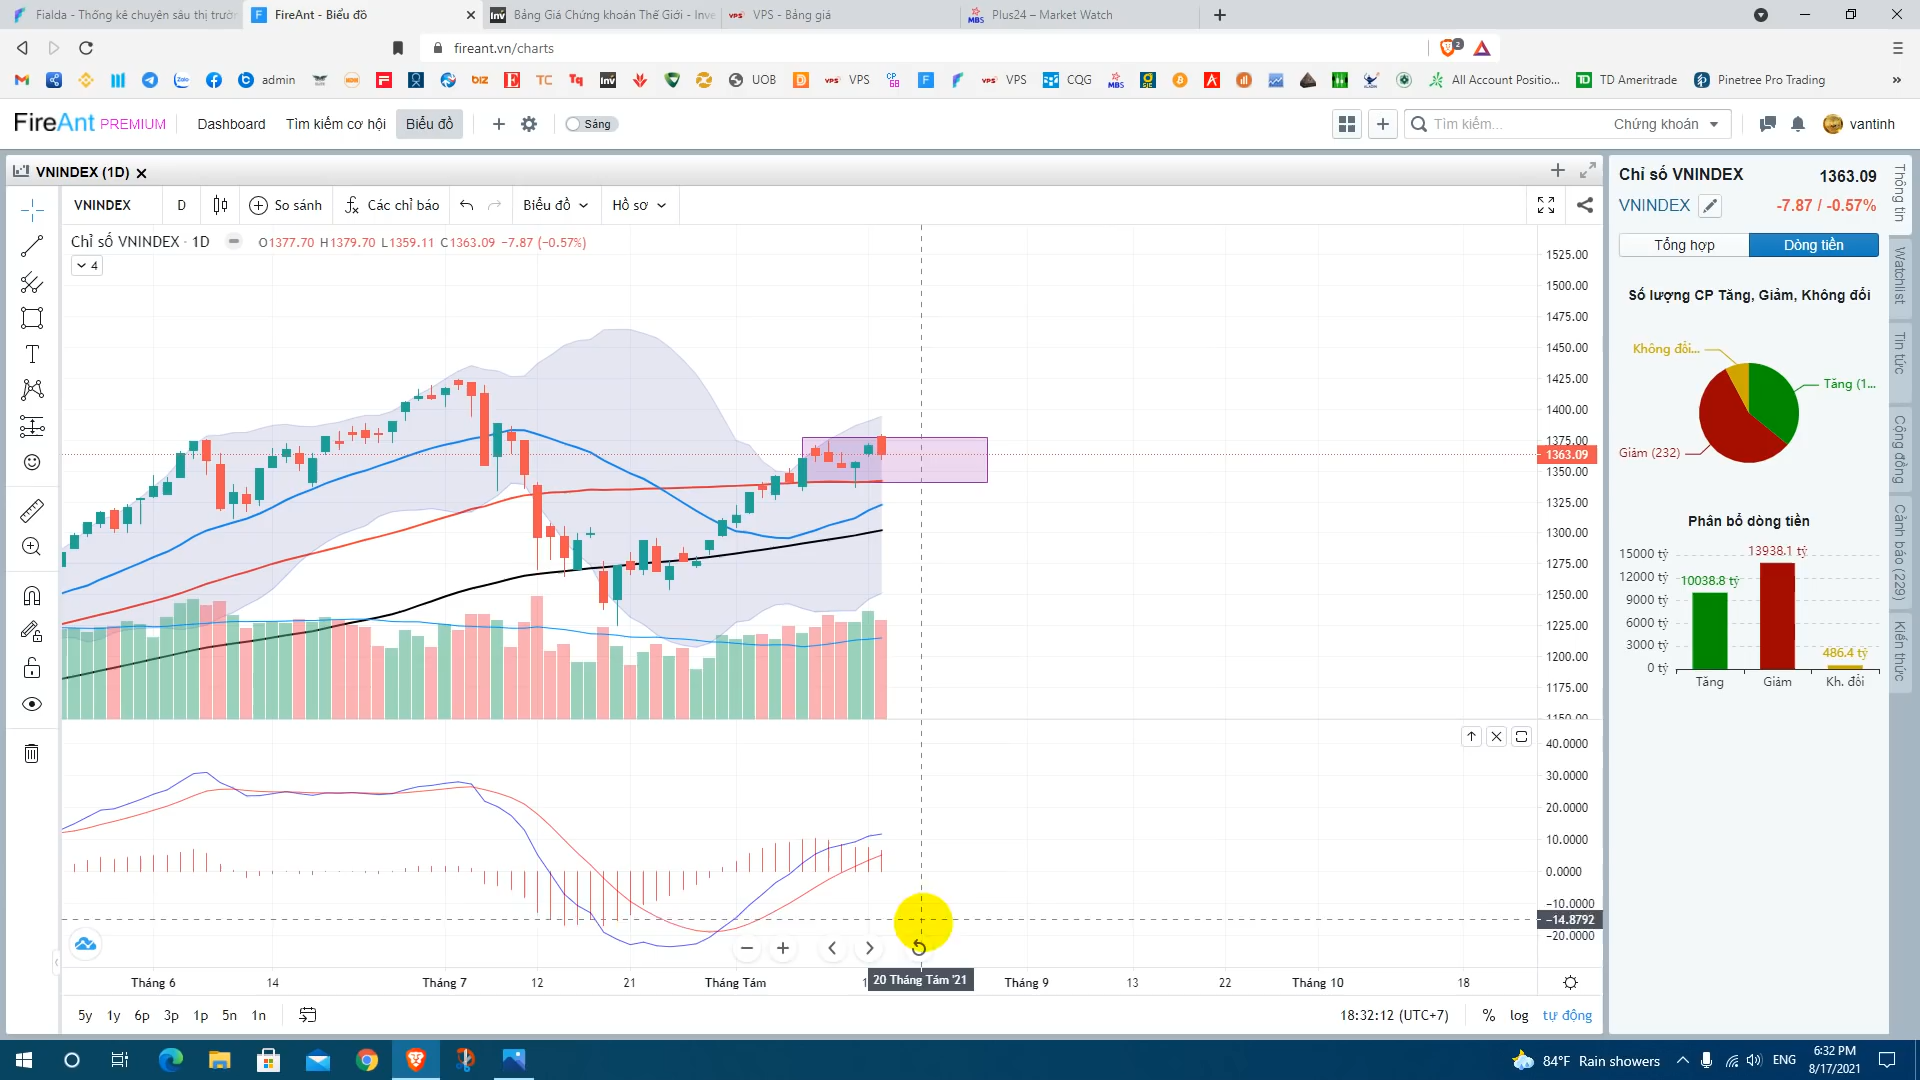 Fialda - Thống kê chuyên sâu thị trườn
FireAnt - Biểu đồ
Bảng Giá Chứng khoán Thế Giới - Inve
VPS - Bảng giá
Plus24 – Market Watch
fireant.vn/charts
2
admin
biz
TC
Tq
Inv
UOB
VPS
VPS
CQG
MBS
All Account Positio...
TD Ameritrade
Pinetree Pro Trading
FireAnt PREMIUM
Dashboard
Tìm kiếm cơ hội
Biểu đồ
Sáng
Tìm kiếm...
Chứng khoán
vantinh
VNINDEX (1D)
VNINDEX
D
So sánh
Các chỉ báo
Biểu đồ
Hồ sơ
Chỉ số VNINDEX · 1D
O1377.70 H1379.70 L1359.11 C1363.09 −7.87 (−0.57%)
4
1525.00
1500.00
1475.00
1450.00
1425.00
1400.00
1375.00
1363.09
1350.00
1325.00
1300.00
1275.00
1250.00
1225.00
1200.00
1175.00
1150.00
40.0000
30.0000
20.0000
10.0000
0.0000
−10.0000
−14.8792
−20.0000
Tháng 6
14
Tháng 7
12
21
Tháng Tám
20 Tháng Tám '21
Tháng 9
13
22
Tháng 10
18
5y 1y 6p 3p 1p 5n 1n
18:32:12 (UTC+7)
% log tự động
Chỉ số VNINDEX
1363.09
VNINDEX
-7.87 / -0.57%
Tổng hợp
Dòng tiền
Số lượng CP Tăng, Giảm, Không đổi
Không đổi...
Tăng (1...
Giảm (232)
Phân bổ dòng tiền
15000 tỷ
12000 tỷ
9000 tỷ
6000 tỷ
3000 tỷ
0 tỷ
10038.8 tỷ
13938.1 tỷ
486.4 tỷ
Tăng
Giảm
Kh. đổi
Thông tin
Watchlist
Tin tức
Cộng đồng
Cảnh báo (229)
Kiến thức
84°F Rain showers
ENG
6:32 PM
8/17/2021